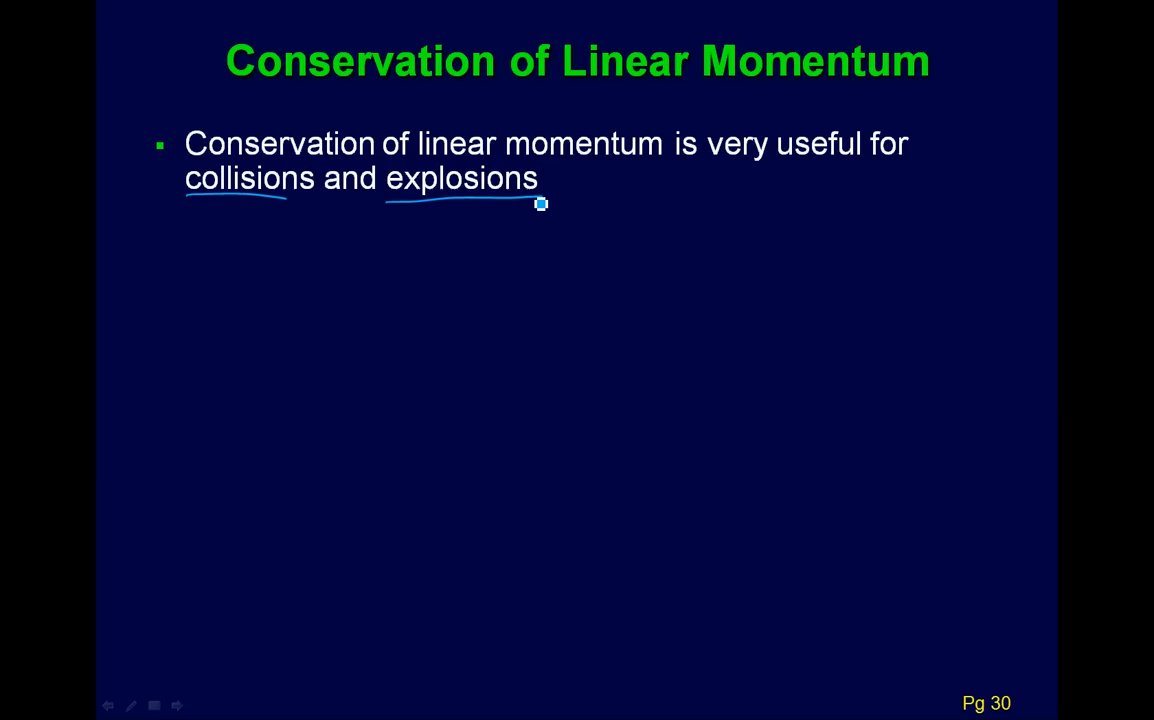 Conservation of Linear Momentum
Conservation of linear momentum is very useful for
collisions and explosions
Pg 30